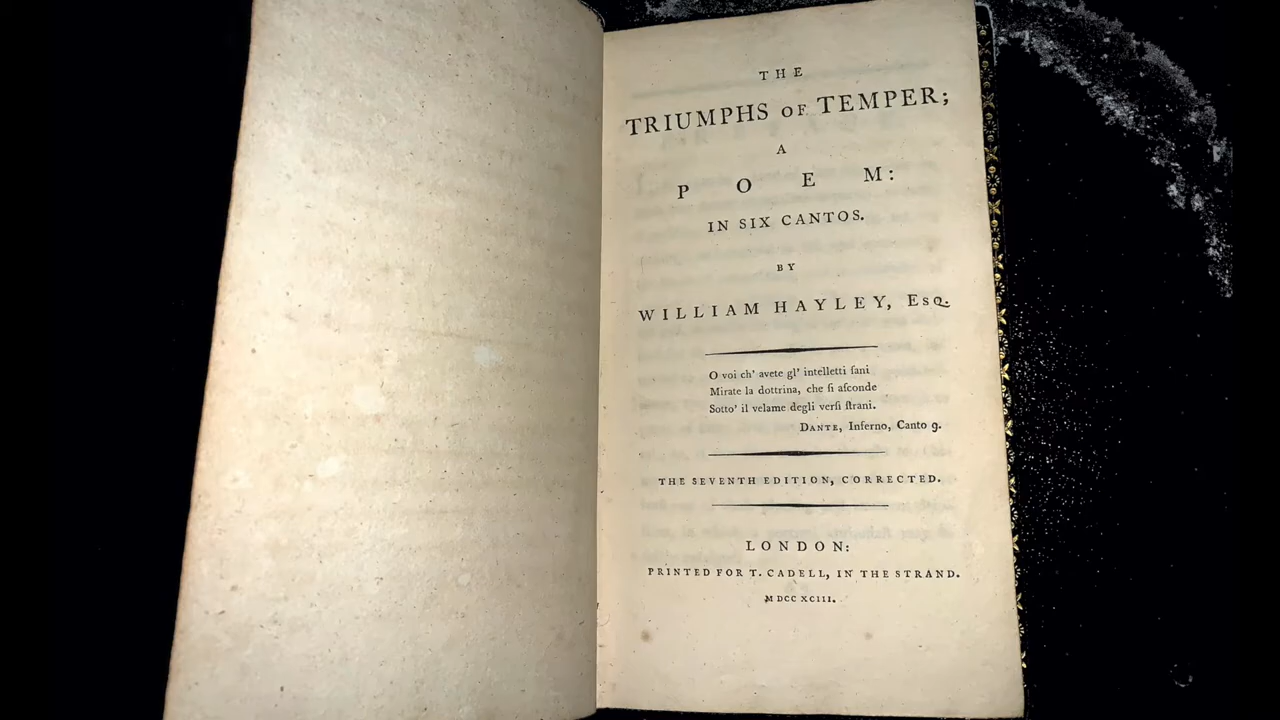 THE
TRIUMPHS OF TEMPER;
A
POEM:
IN SIX CANTOS.
BY
WILLIAM HAYLEY, Esq.
O voi ch' avete gl' intelletti ſani
Mirate la dottrina, che ſi aſconde
Sotto' il velame degli verſi ſtrani.
DANTE, Inferno, Canto 9.
THE SEVENTH EDITION, CORRECTED.
LONDON:
PRINTED FOR T. CADELL, IN THE STRAND.
MDCCXCIII.